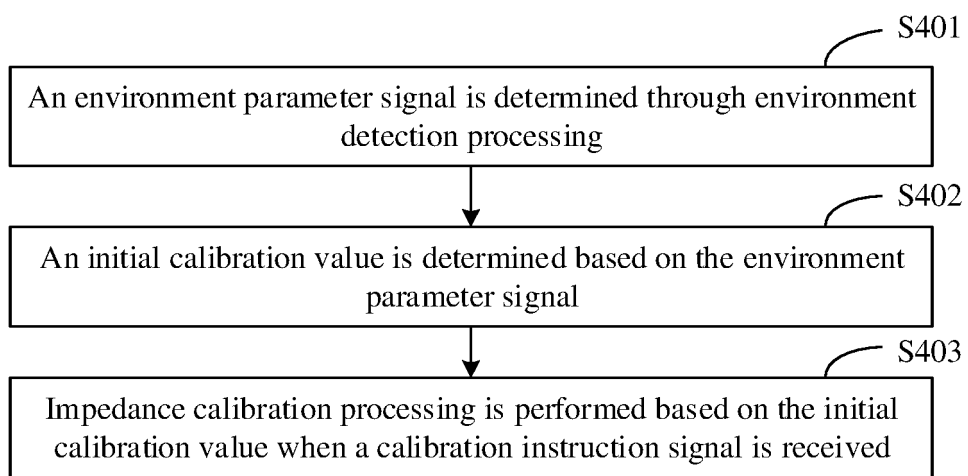 S401
An environment parameter signal is determined through environment
detection processing
S402
An initial calibration value is determined based on the environment
parameter signal
S403
Impedance calibration processing is performed based on the initial
calibration value when a calibration instruction signal is received